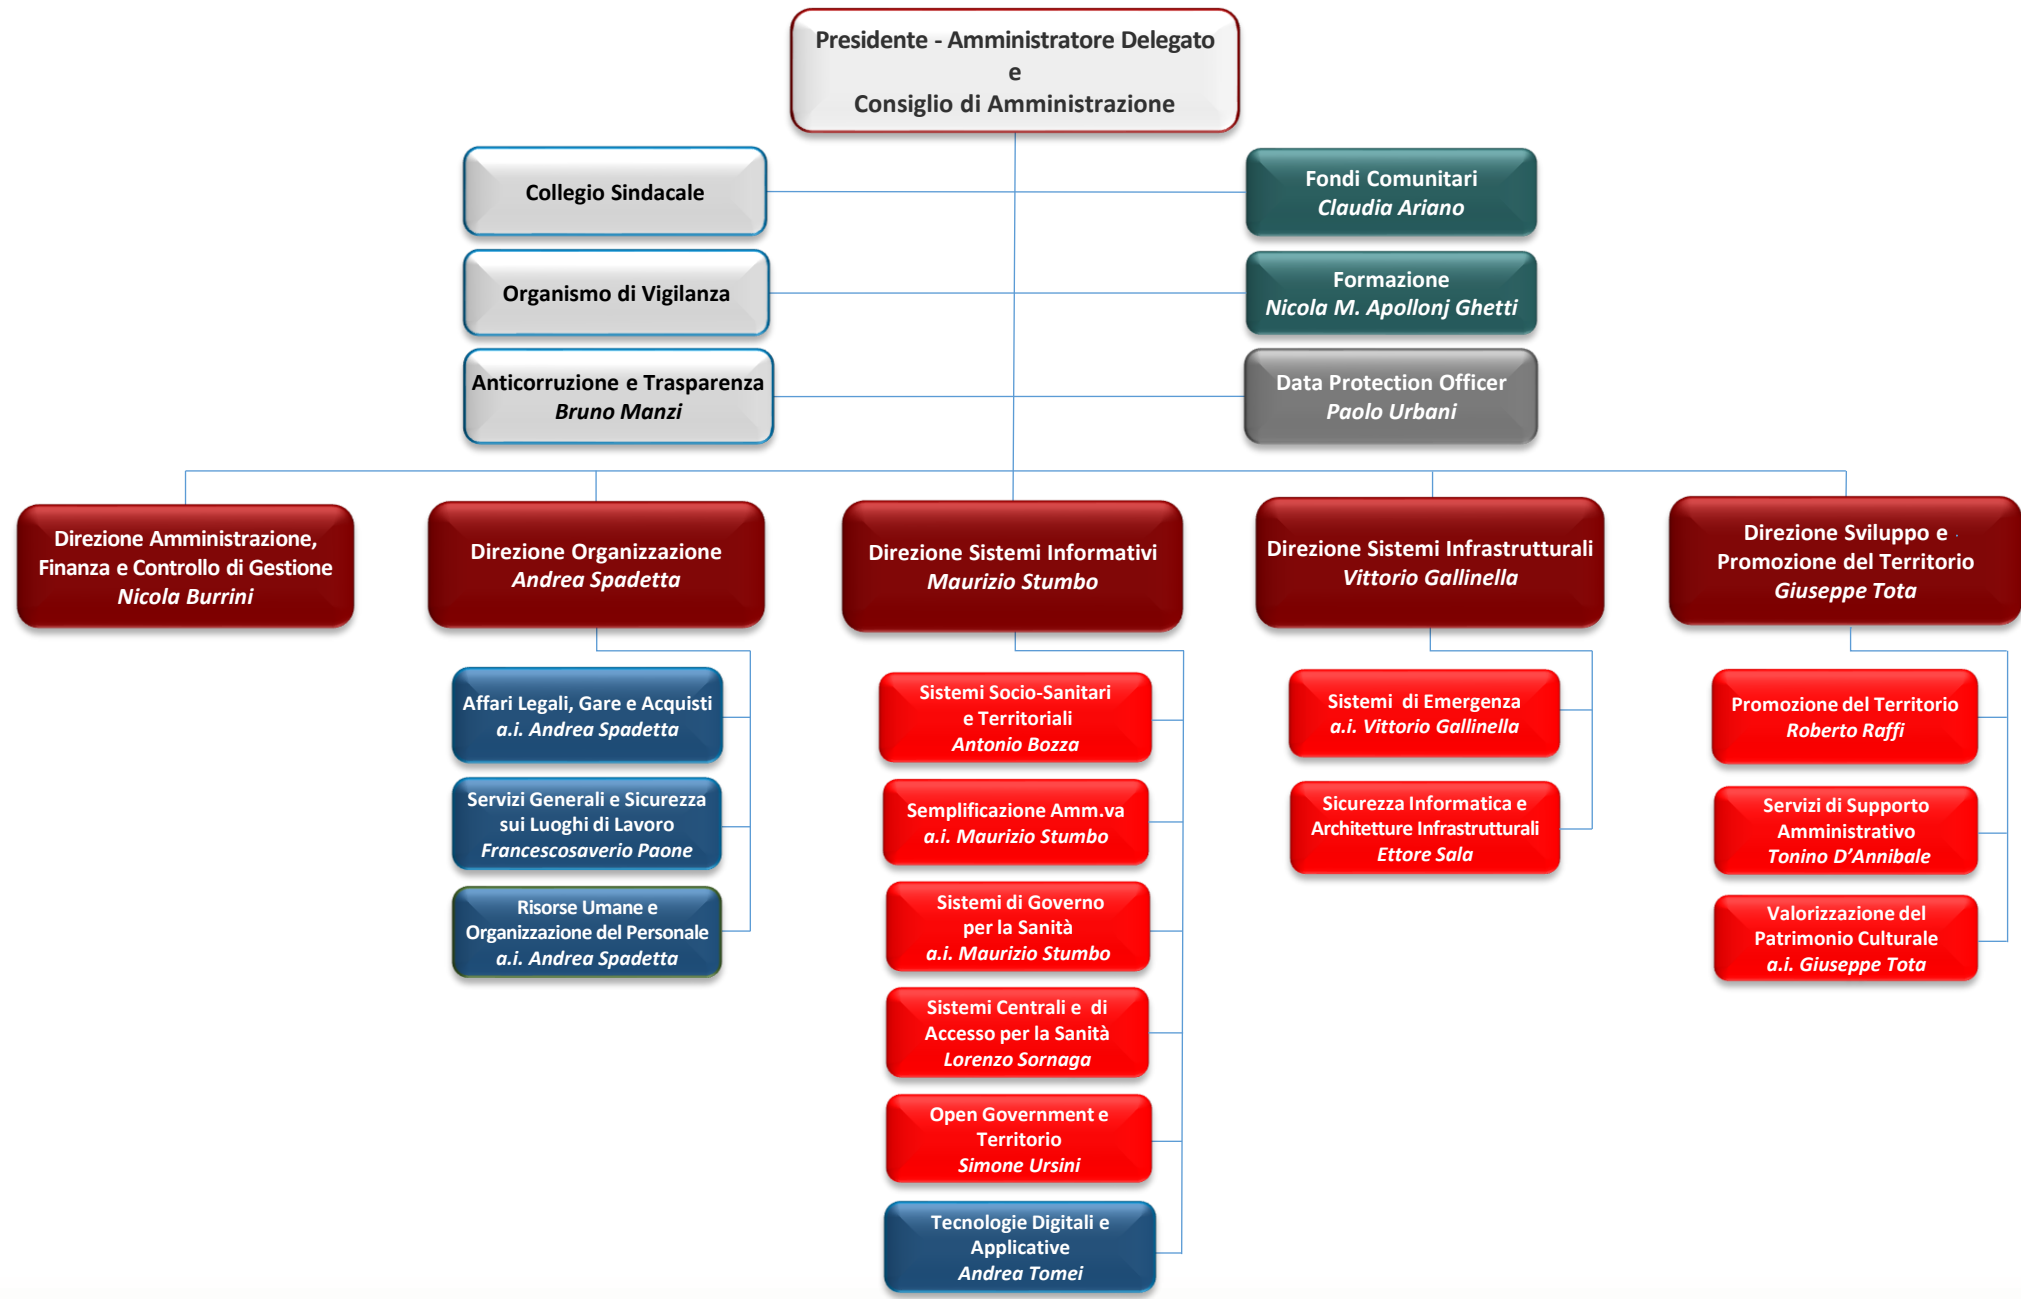 Presidente - Amministratore Delegato
e
Consiglio di Amministrazione
Collegio Sindacale
Fondi Comunitari
Claudia Ariano
Organismo di Vigilanza
Formazione
Nicola M. Apollonj Ghetti
Anticorruzione e Trasparenza
Bruno Manzi
Data Protection Officer
Paolo Urbani
Direzione Amministrazione,
Finanza e Controllo di Gestione
Nicola Burrini
Direzione Organizzazione
Andrea Spadetta
Direzione Sistemi Informativi
Maurizio Stumbo
Direzione Sistemi Infrastrutturali
Vittorio Gallinella
Direzione Sviluppo e
Promozione del Territorio
Giuseppe Tota
Affari Legali, Gare e Acquisti
a.i. Andrea Spadetta
Servizi Generali e Sicurezza
sui Luoghi di Lavoro
Francescosaverio Paone
Risorse Umane e
Organizzazione del Personale
a.i. Andrea Spadetta
Sistemi Socio-Sanitari
e Territoriali
Antonio Bozza
Semplificazione Amm.va
a.i. Maurizio Stumbo
Sistemi di Governo
per la Sanità
a.i. Maurizio Stumbo
Sistemi Centrali e di
Accesso per la Sanità
Lorenzo Sornaga
Open Government e
Territorio
Simone Ursini
Tecnologie Digitali e
Applicative
Andrea Tomei
Sistemi di Emergenza
a.i. Vittorio Gallinella
Sicurezza Informatica e
Architetture Infrastrutturali
Ettore Sala
Promozione del Territorio
Roberto Raffi
Servizi di Supporto
Amministrativo
Tonino D’Annibale
Valorizzazione del
Patrimonio Culturale
a.i. Giuseppe Tota